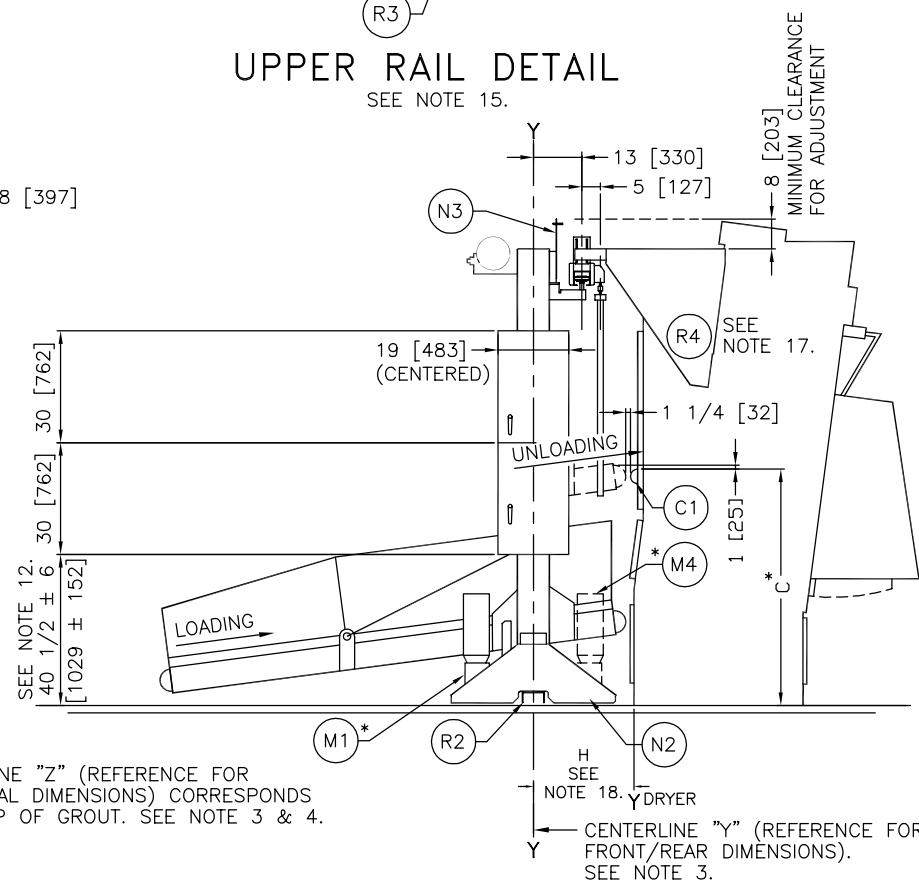 R3
UPPER RAIL DETAIL
SEE NOTE 15.
8 [203]
MINIMUM CLEARANCE
FOR ADJUSTMENT
Y
13 [330]
5 [127]
8 [397]
N3
R4
SEE
NOTE 17.
19 [483]
(CENTERED)
30 [762]
1 1/4 [32]
UNLOADING
30 [762]
C1
1 [25]
* M4
C *
SEE NOTE 12.
40 1/2 ± 6
[1029 ± 152]
LOADING
M1 *
R2
N2
H
SEE
NOTE 18.
Y DRYER
NE "Z" (REFERENCE FOR
AL DIMENSIONS) CORRESPONDS
P OF GROUT. SEE NOTE 3 & 4.
Y
CENTERLINE "Y" (REFERENCE FOR
FRONT/REAR DIMENSIONS).
SEE NOTE 3.